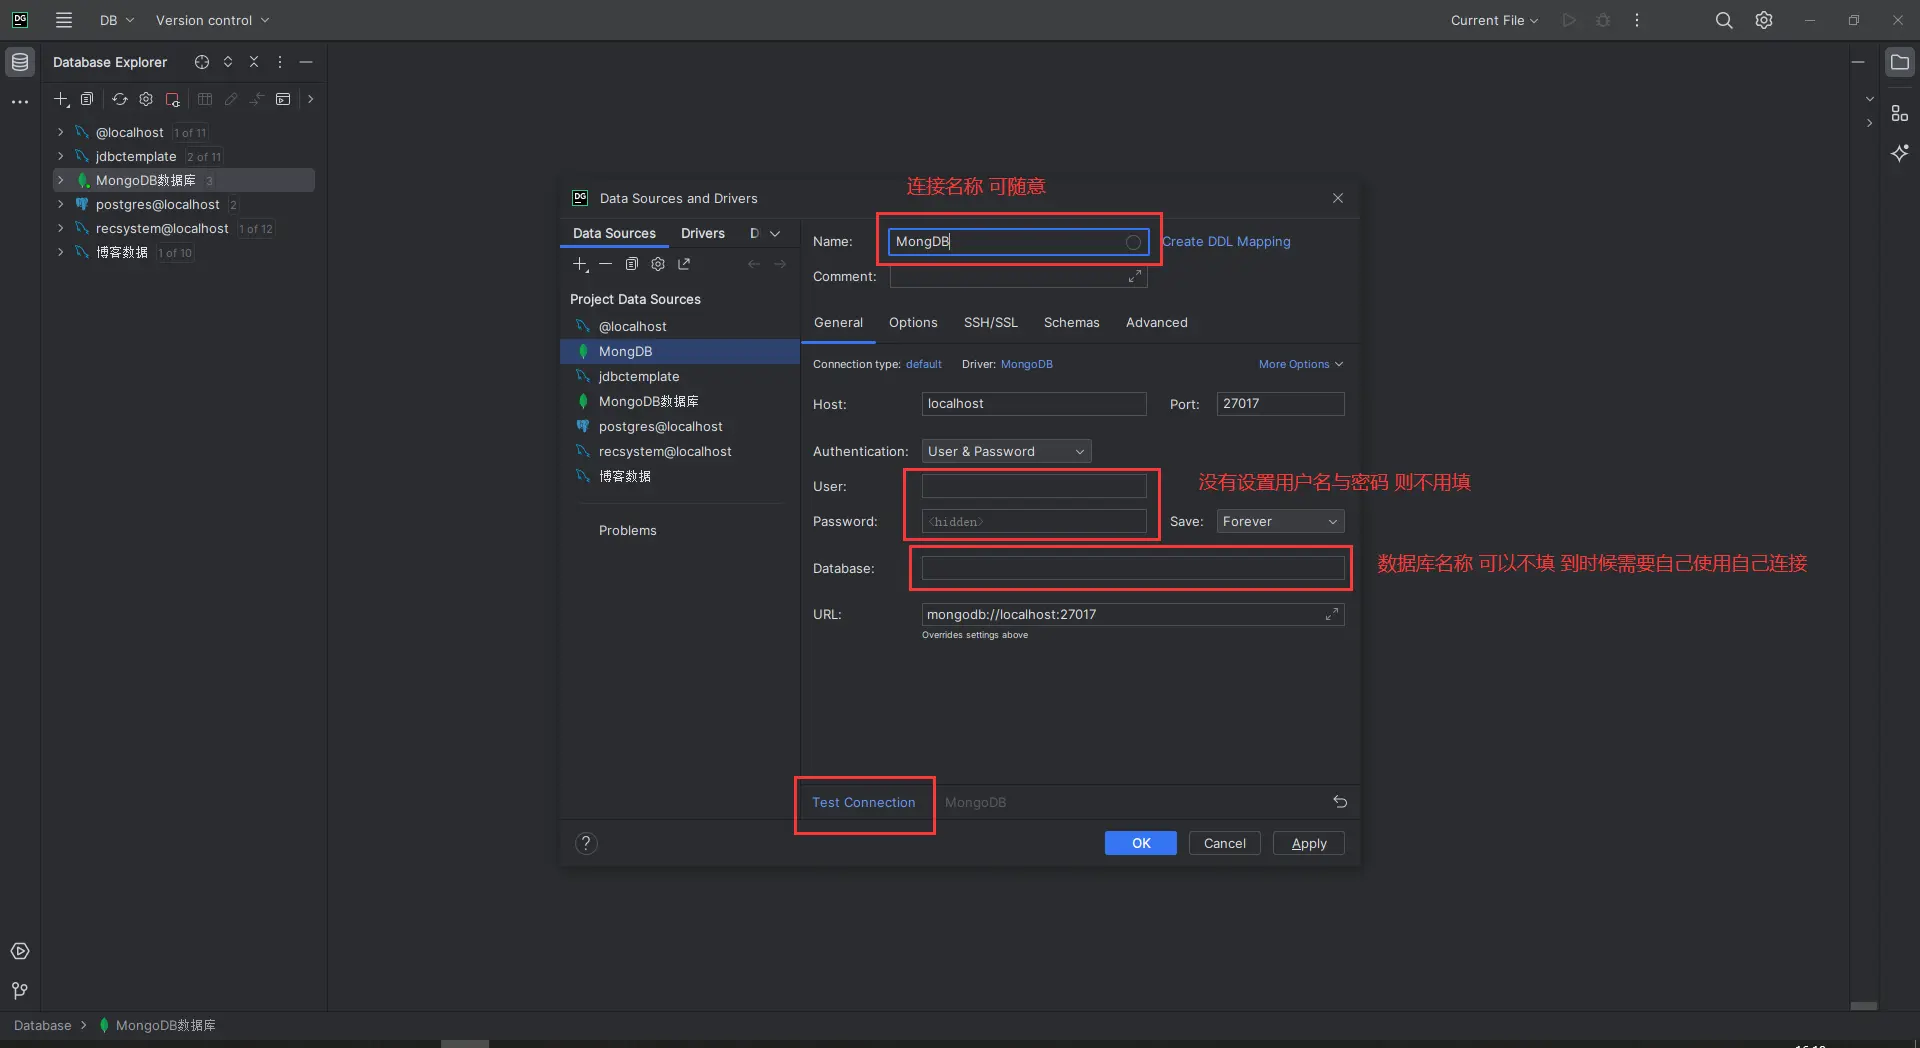 DG
DB
Version control
Current File
Database Explorer
@localhost 1 of 11
jdbctemplate 2 of 11
MongoDB数据库 3
postgres@localhost 2
recsystem@localhost 1 of 12
博客数据 1 of 10
连接名称 可随意
DG Data Sources and Drivers
Data Sources Drivers D
Name: MongDB Create DDL Mapping
Comment:
Project Data Sources
@localhost
MongDB
jdbctemplate
MongoDB数据库
postgres@localhost
recsystem@localhost
博客数据
Problems
General Options SSH/SSL Schemas Advanced
Connection type: default Driver: MongoDB More Options
Host: localhost Port: 27017
Authentication: User & Password
User:
没有设置用户名与密码 则不用填
Password: <hidden> Save: Forever
Database:
数据库名称 可以不填 到时候需要自己使用自己连接
URL: mongodb://localhost:27017
Overrides settings above
Test Connection MongoDB
? OK Cancel Apply
Database MongoDB数据库